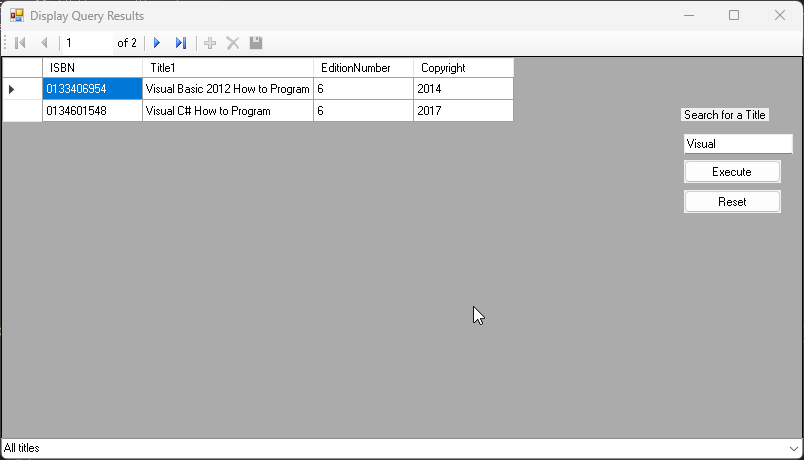 Display Query Results
1 of 2
ISBN Title1 EditionNumber Copyright
0133406954 Visual Basic 2012 How to Program 6 2014
0134601548 Visual C# How to Program 6 2017
Search for a Title
Visual
Execute
Reset
All titles